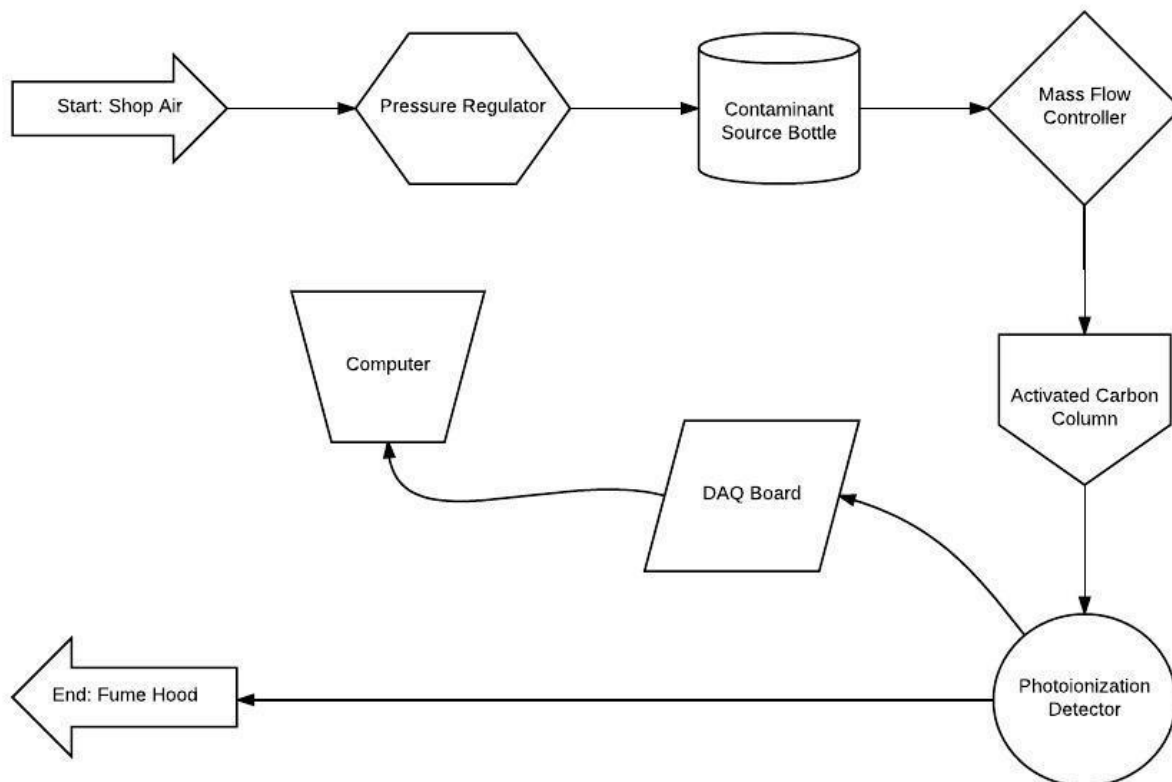 Start: Shop Air
Pressure Regulator
Contaminant
Source Bottle
Mass Flow
Controller
Activated Carbon
Column
Computer
DAQ Board
Photoionization
Detector
End: Fume Hood